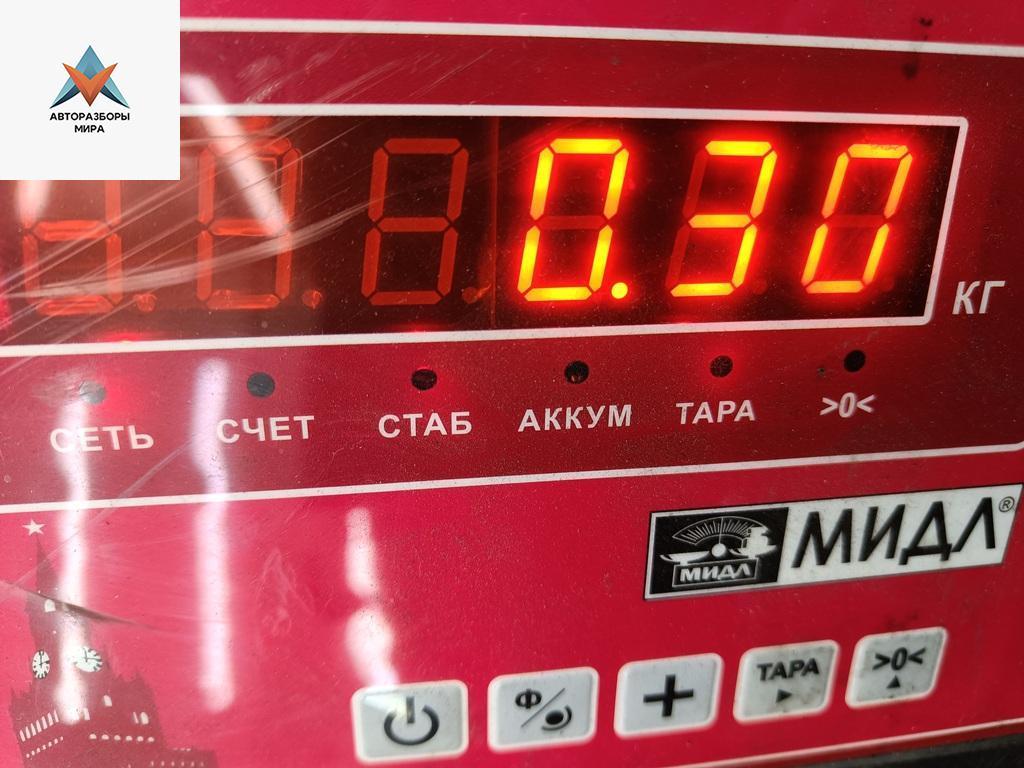 АВТОРАЗБОРЫ
МИРА
0.30
КГ
СЕТЬ СЧЕТ СТАБ АККУМ ТАРА >0<
МИДЛ МИДЛ®
Ф + ТАРА >0<